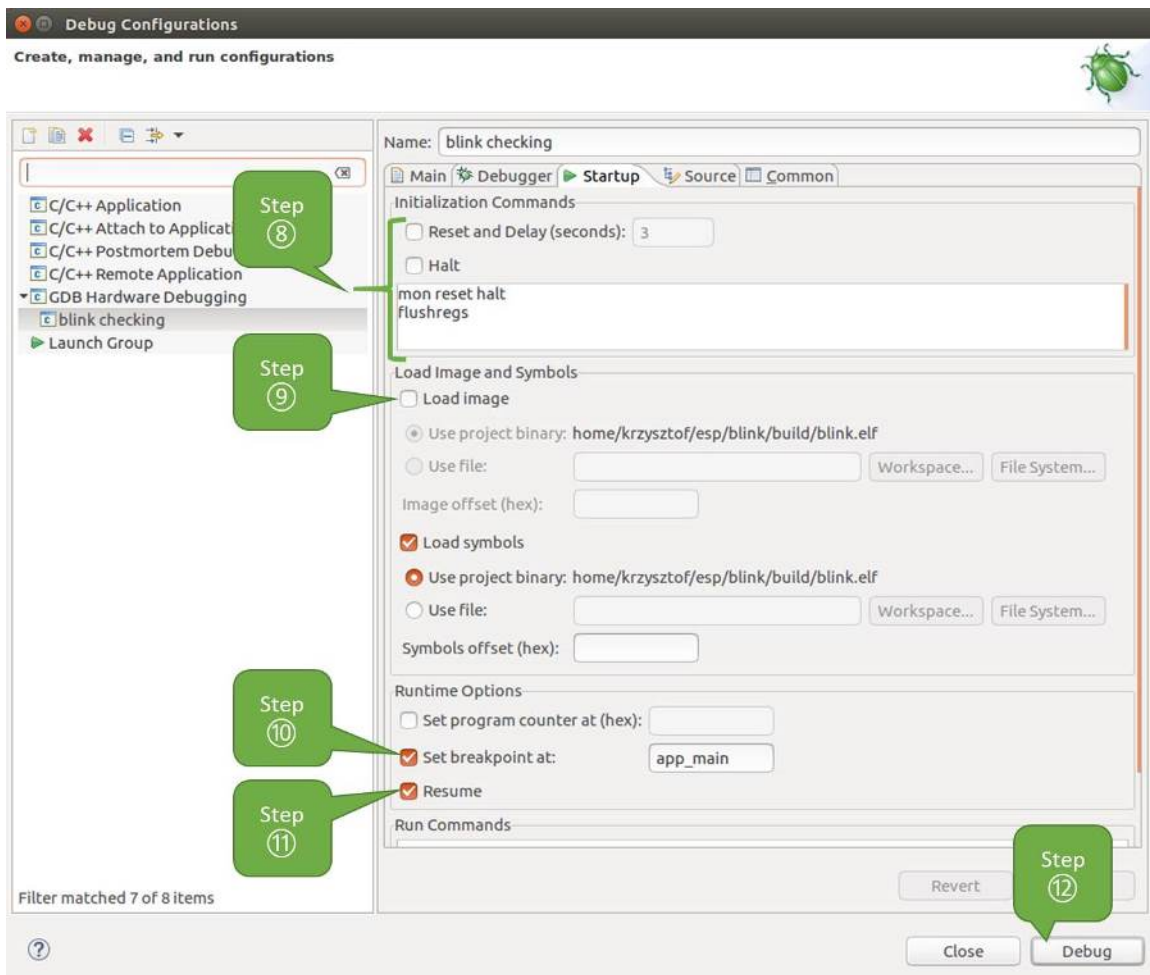 Debug Configurations
Create, manage, and run configurations
Name: blink checking
Main Debugger Startup Source Common
C/C++ Application
C/C++ Attach to Applicati
C/C++ Postmortem Debu
C/C++ Remote Application
GDB Hardware Debugging
blink checking
Launch Group
Filter matched 7 of 8 items
Step
⑧
Step
⑨
Step
⑩
Step
⑪
Initialization Commands
Reset and Delay (seconds): 3
Halt
mon reset halt
flushregs
Load Image and Symbols
Load image
Use project binary: home/krzysztof/esp/blink/build/blink.elf
Use file: Workspace... File System...
Image offset (hex):
Load symbols
Use project binary: home/krzysztof/esp/blink/build/blink.elf
Use file: Workspace... File System...
Symbols offset (hex):
Runtime Options
Set program counter at (hex):
Set breakpoint at: app_main
Resume
Run Commands
Step
⑫
Revert
Close Debug